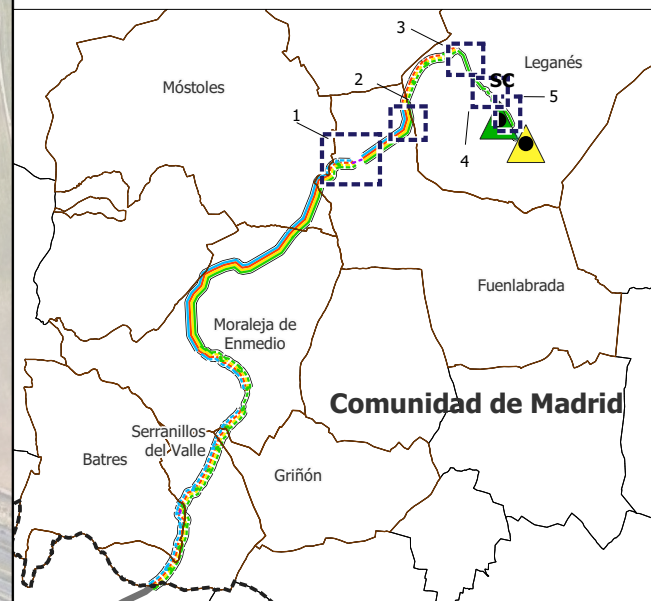 3
Leganés
SC
Móstoles
2
5
1
4
Fuenlabrada
Moraleja de
Enmedio
Comunidad de Madrid
Serranillos
del Valle
Batres
Griñón